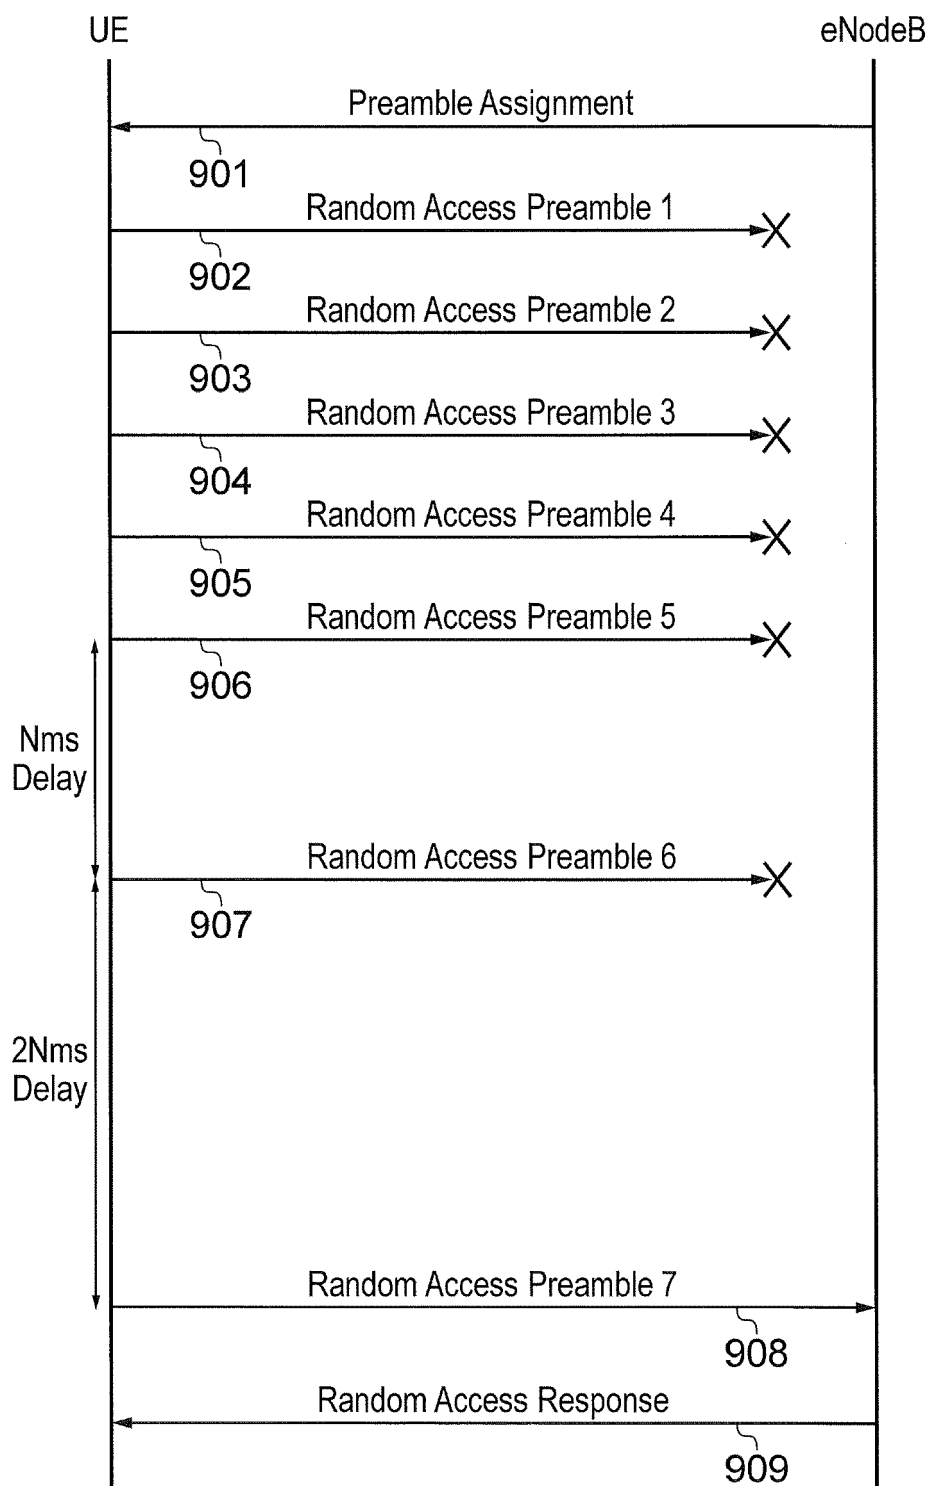 UE
eNodeB
Preamble Assignment
901
Random Access Preamble 1
902
Random Access Preamble 2
903
Random Access Preamble 3
904
Random Access Preamble 4
905
Random Access Preamble 5
906
Nms
Delay
Random Access Preamble 6
907
2Nms
Delay
Random Access Preamble 7
908
Random Access Response
909